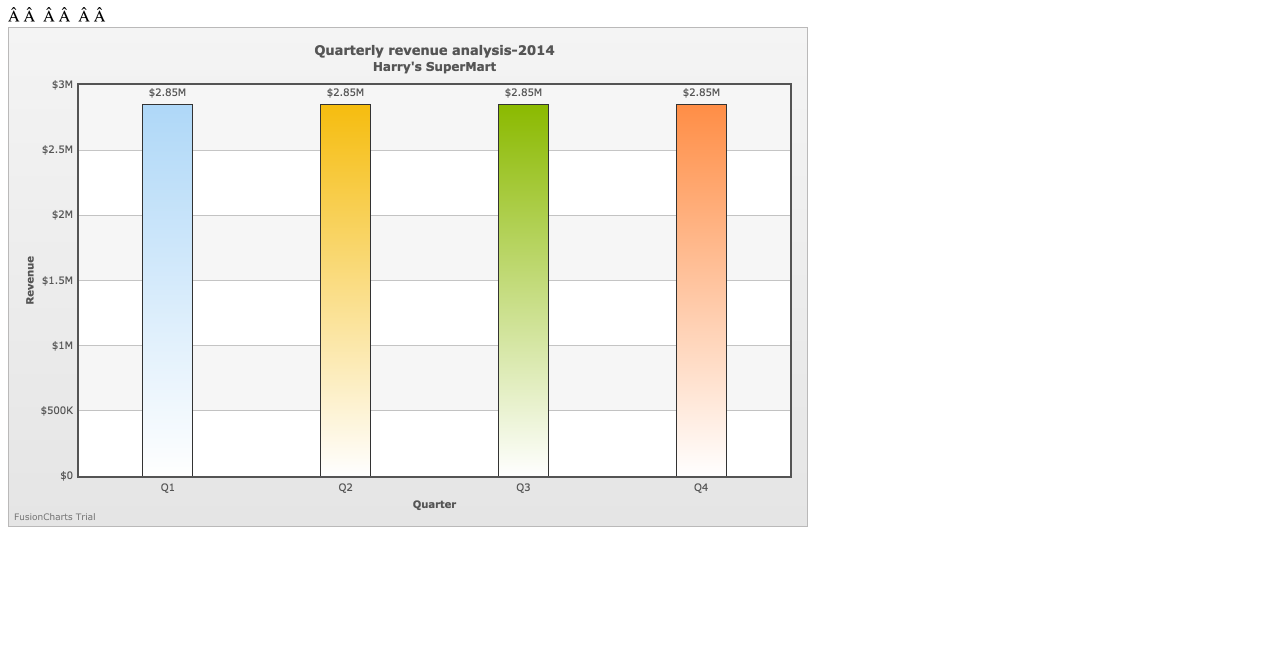 Â Â  Â Â  Â Â
Quarterly revenue analysis-2014
Harry's SuperMart
$3M
$2.5M
$2M
$1.5M
$1M
$500K
$0
Revenue
$2.85M $2.85M $2.85M $2.85M
Q1 Q2 Q3 Q4
Quarter
FusionCharts Trial